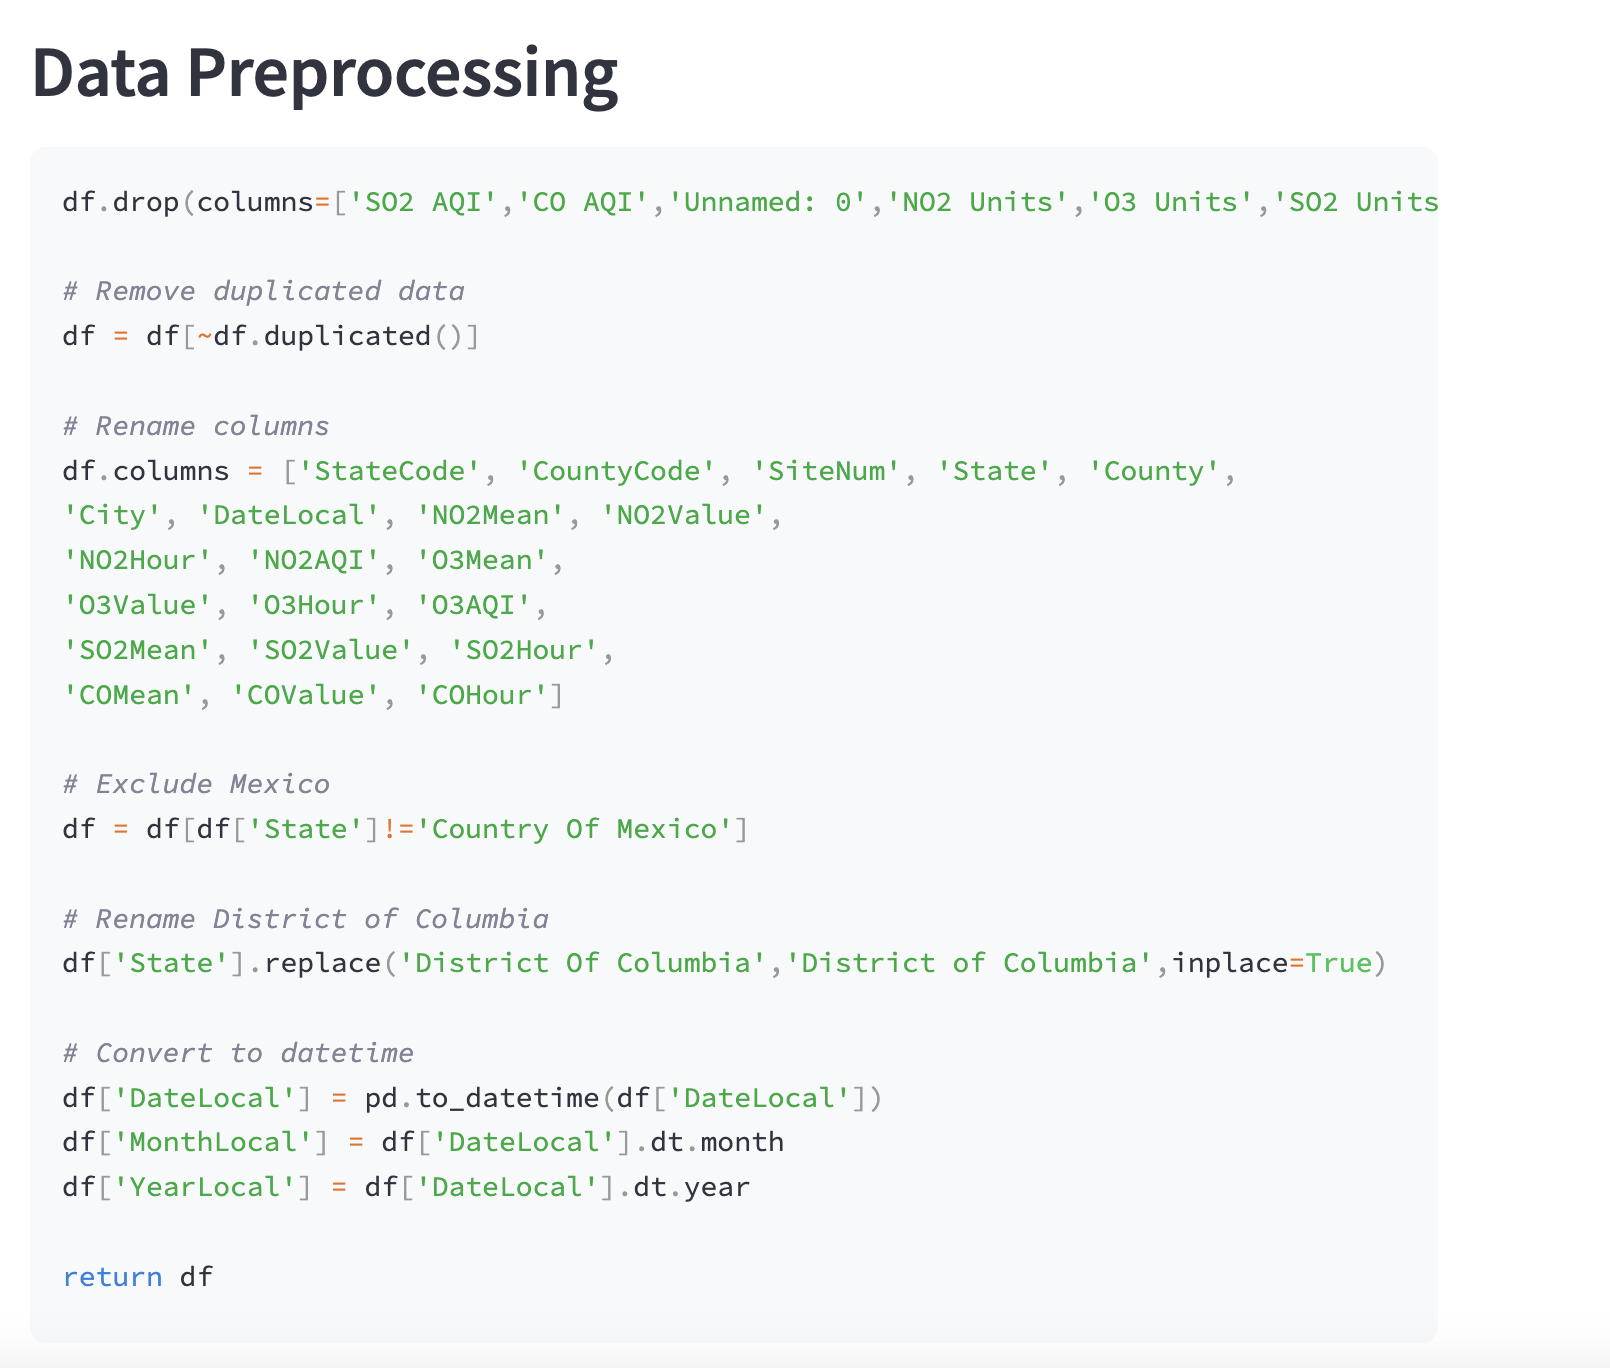 Data Preprocessing
df.drop(columns=['SO2 AQI','CO AQI','Unnamed: 0','NO2 Units','O3 Units','SO2 Units
# Remove duplicated data
df = df[~df.duplicated()]
# Rename columns
df.columns = ['StateCode', 'CountyCode', 'SiteNum', 'State', 'County',
'City', 'DateLocal', 'NO2Mean', 'NO2Value',
'NO2Hour', 'NO2AQI', 'O3Mean',
'O3Value', 'O3Hour', 'O3AQI',
'SO2Mean', 'SO2Value', 'SO2Hour',
'COMean', 'COValue', 'COHour']
# Exclude Mexico
df = df[df['State']!='Country Of Mexico']
# Rename District of Columbia
df['State'].replace('District Of Columbia','District of Columbia',inplace=True)
# Convert to datetime
df['DateLocal'] = pd.to_datetime(df['DateLocal'])
df['MonthLocal'] = df['DateLocal'].dt.month
df['YearLocal'] = df['DateLocal'].dt.year
return df